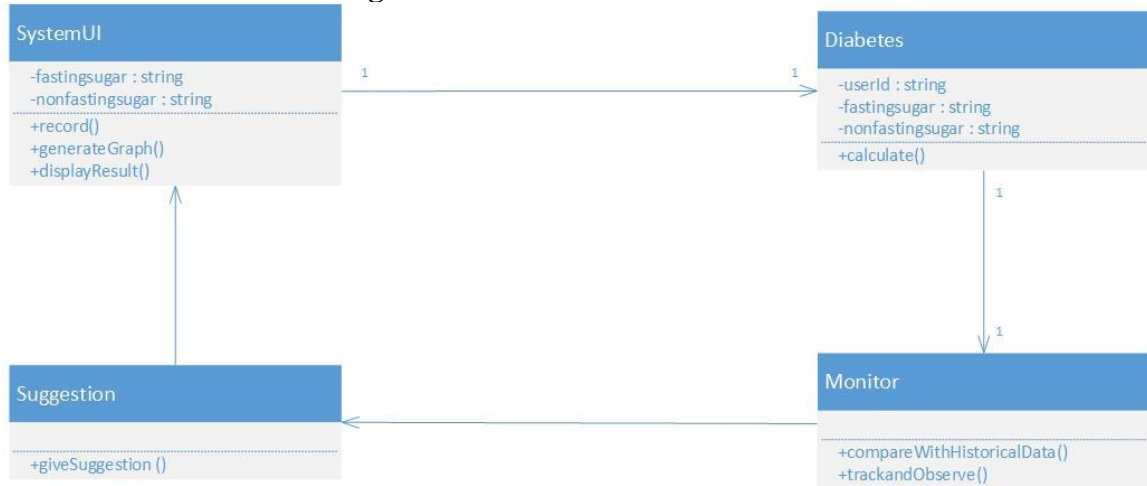 SystemUI
-fastingsugar : string
-nonfastingsugar : string
+record()
+generateGraph()
+displayResult()
1
1
Diabetes
-userId : string
-fastingsugar : string
-nonfastingsugar : string
+calculate()
1
1
Suggestion
+giveSuggestion ()
Monitor
+compareWithHistoricalData()
+trackandObserve()